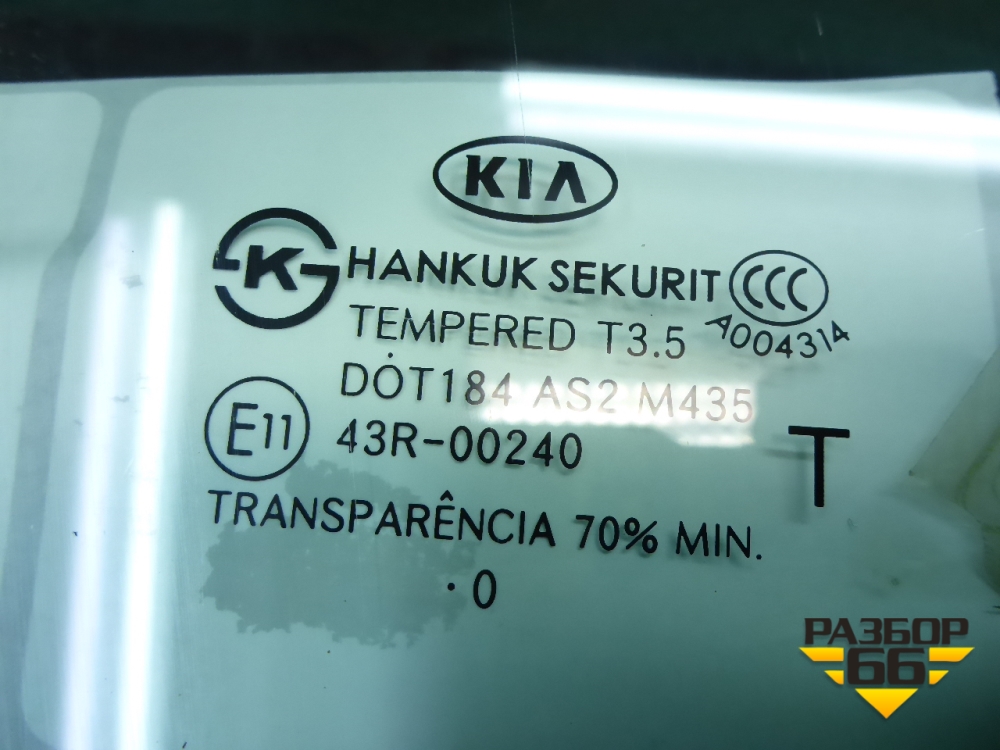 KIA
K HANKUK SEKURIT CCC
TEMPERED T3.5 A004314
DOT184 AS2 M435
E11 43R-00240 T
TRANSPARÊNCIA 70% MIN.
·0
РАЗБОР
66